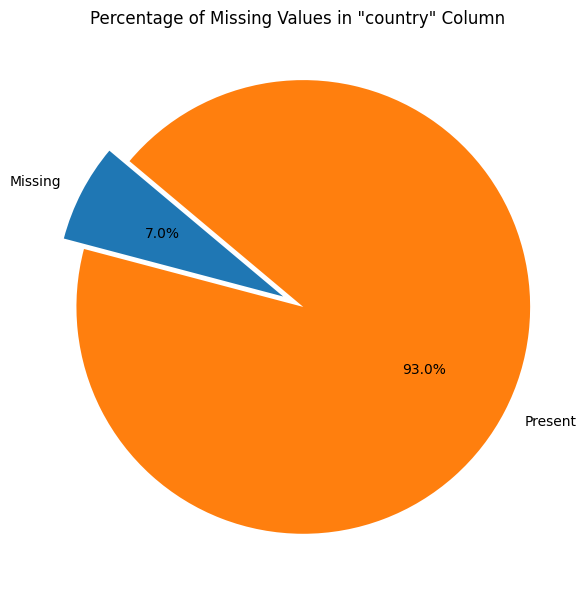 Percentage of Missing Values in "country" Column
Missing
7.0%
93.0%
Present